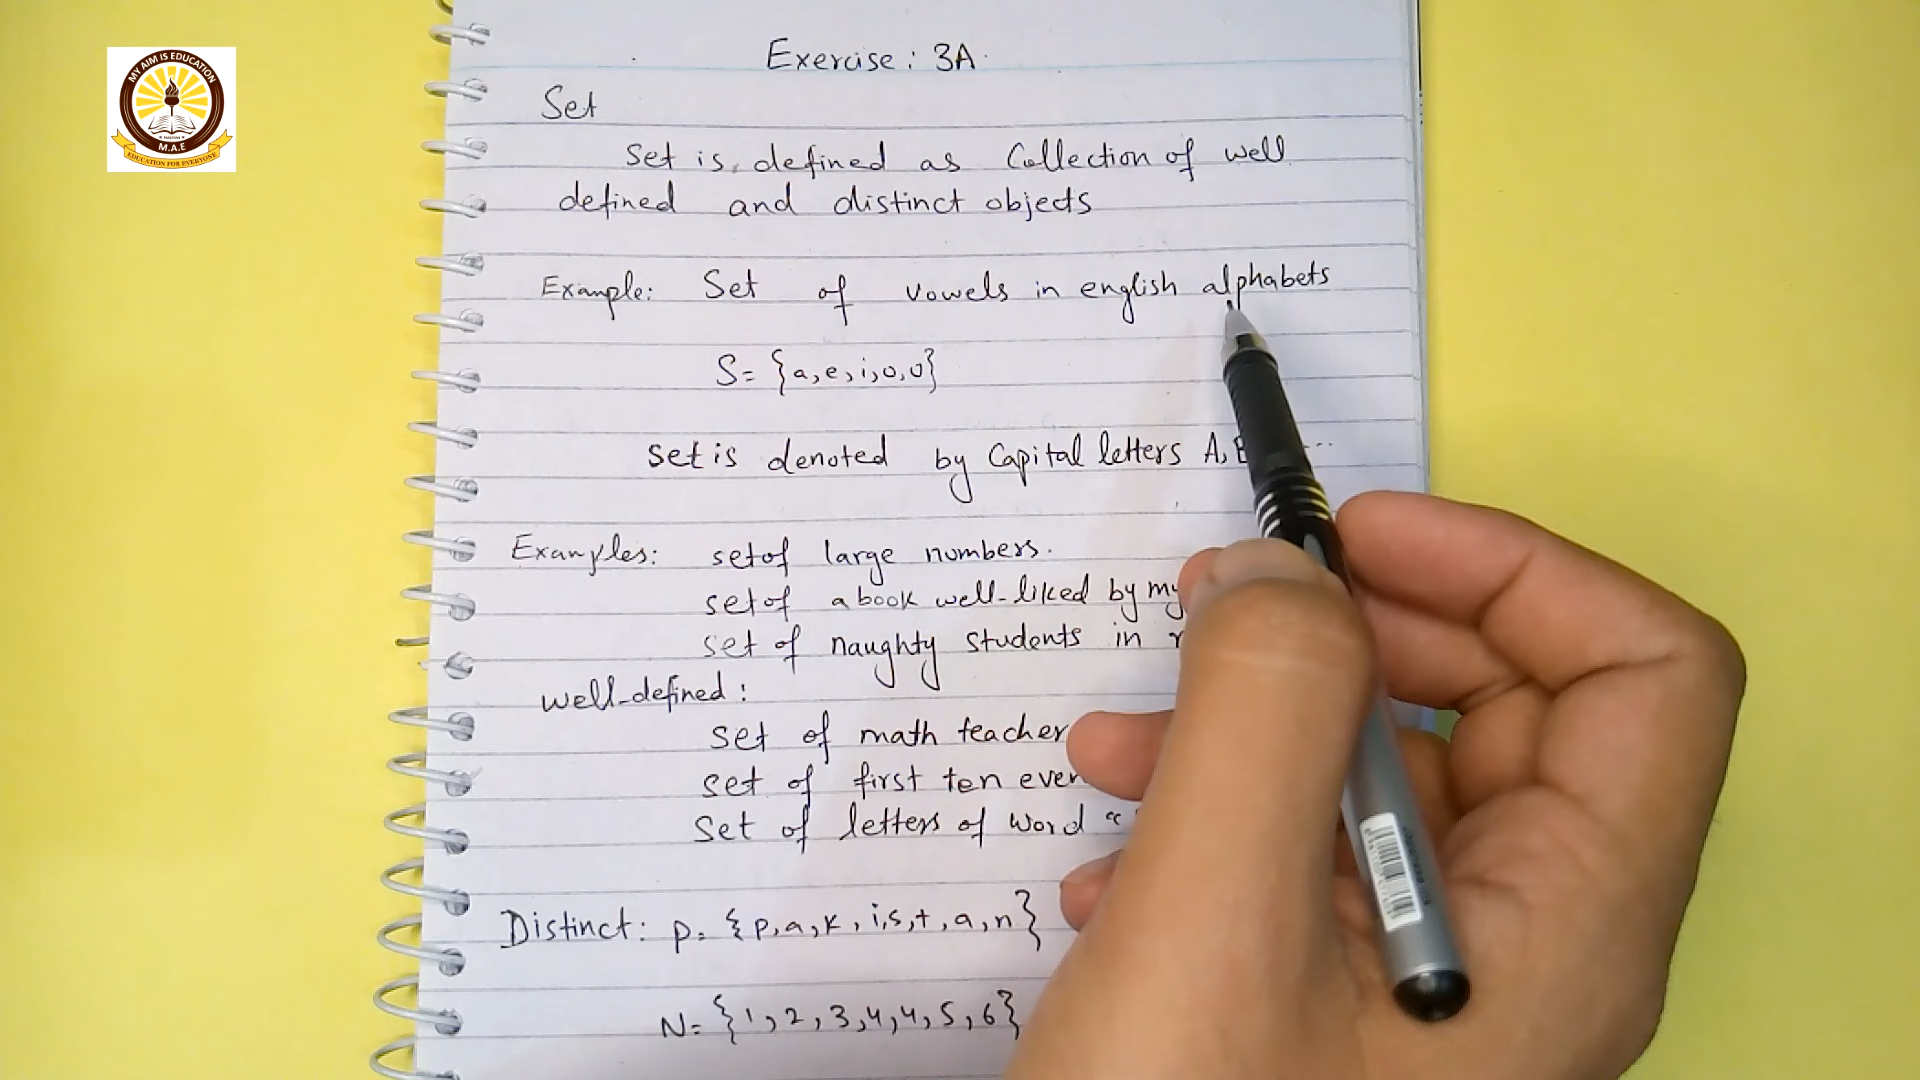 MY AIM IS EDUCATION
M.A.E
EDUCATION FOR EVERYONE
Exercise: 3A
Set
Set is defined as Collection of well
defined and distinct objects
Example: Set of vowels in english alphabets
S= {a,e,i,o,u}
Set is denoted by Capital letters A, B ...
Examples: set of large numbers.
set of a book well-liked by my
set of naughty students in
well-defined:
set of math teacher
set of first ten even
set of letters of word "
Distinct: p= {p,a,k,i,s,t,a,n}
N= {1,2,3,4,4,5,6}